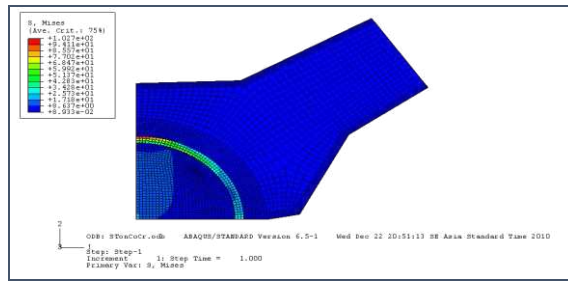 S, Mises
(Ave. Crit.: 75%)
+1.027e+02
+9.411e+01
+8.557e+01
+7.702e+01
+6.847e+01
+5.992e+01
+5.137e+01
+4.283e+01
+3.428e+01
+2.573e+01
+1.718e+01
+8.637e+00
+8.933e-02
2
3 1
ODB: STonCoCr.odb ABAQUS/STANDARD Version 6.5-1 Wed Dec 22 20:51:13 SE Asia Standard Time 2010
Step: Step-1
Increment 1: Step Time = 1.000
Primary Var: S, Mises